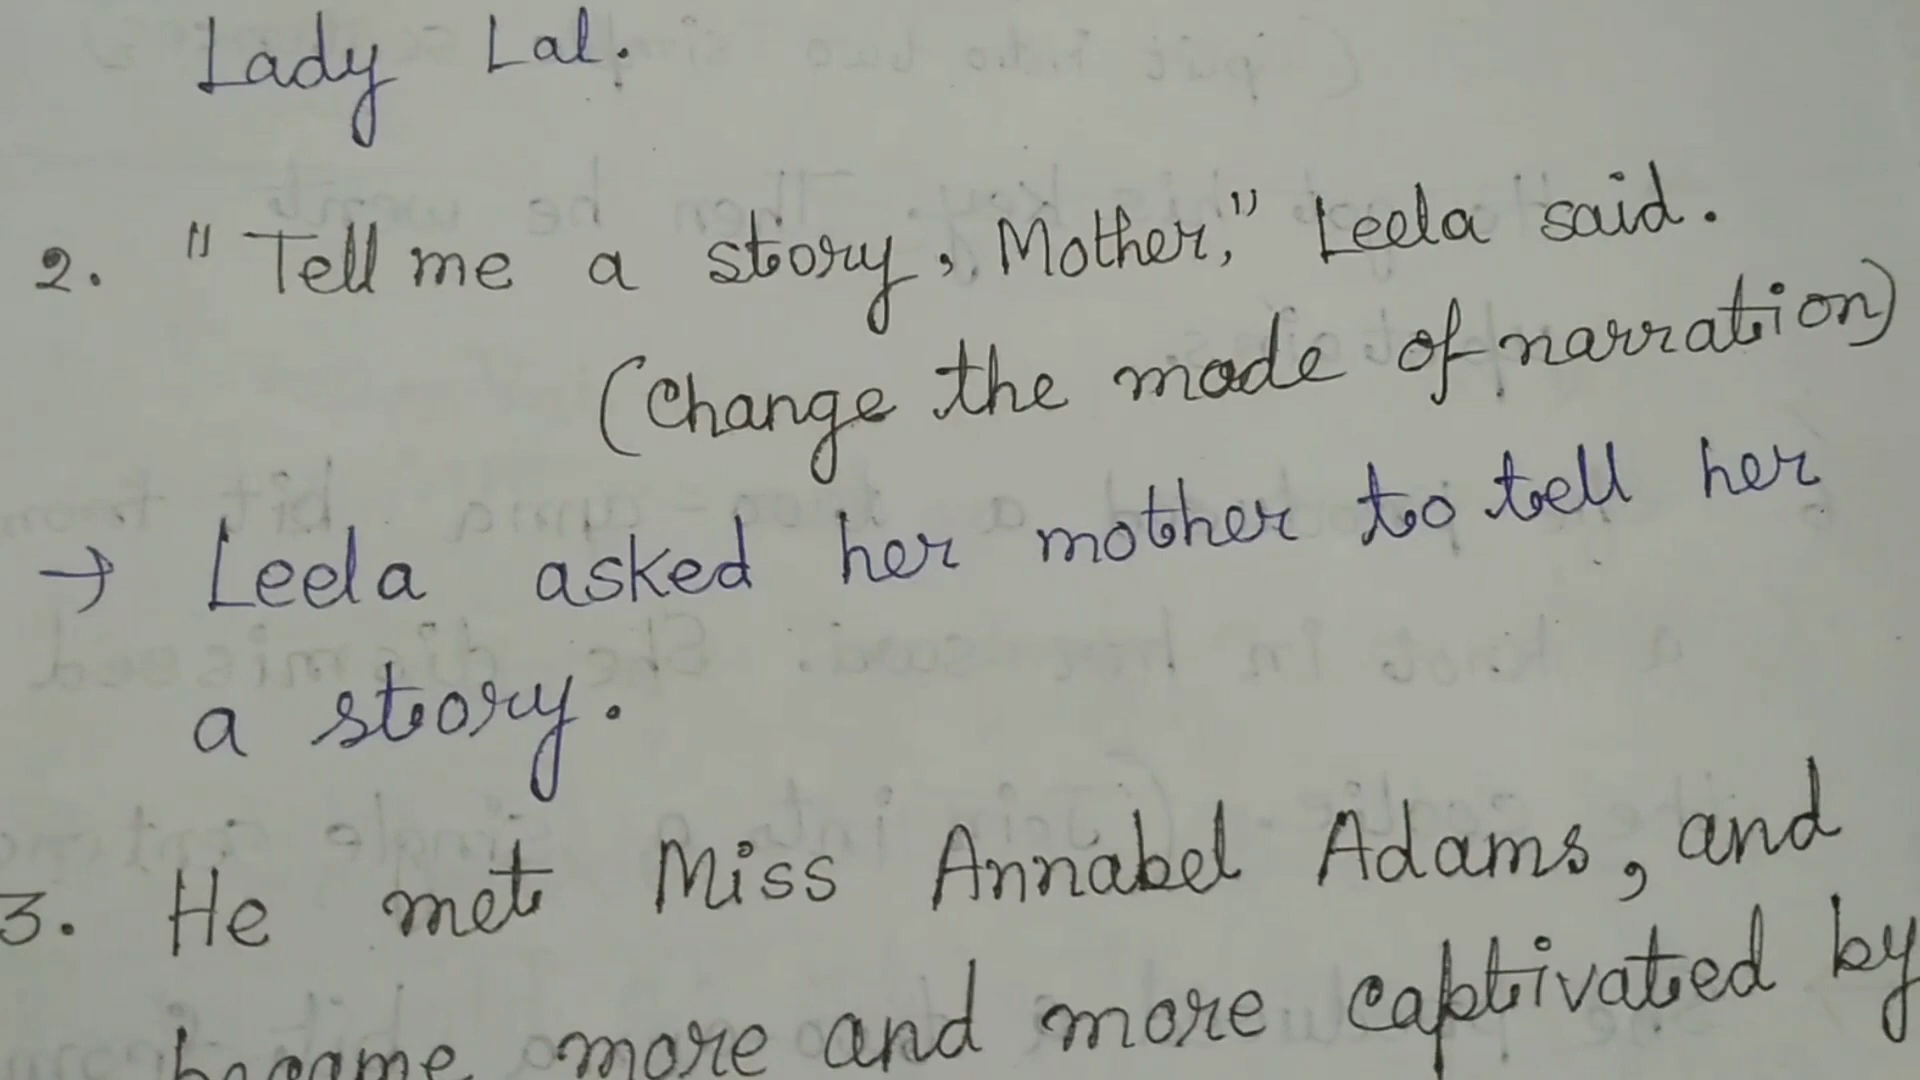 Lady Lal.
2. "Tell me a story, Mother," Leela said.
(Change the mode of narration)
→ Leela asked her mother to tell her
a story.
3. He met Miss Annabel Adams, and
became more and more captivated by